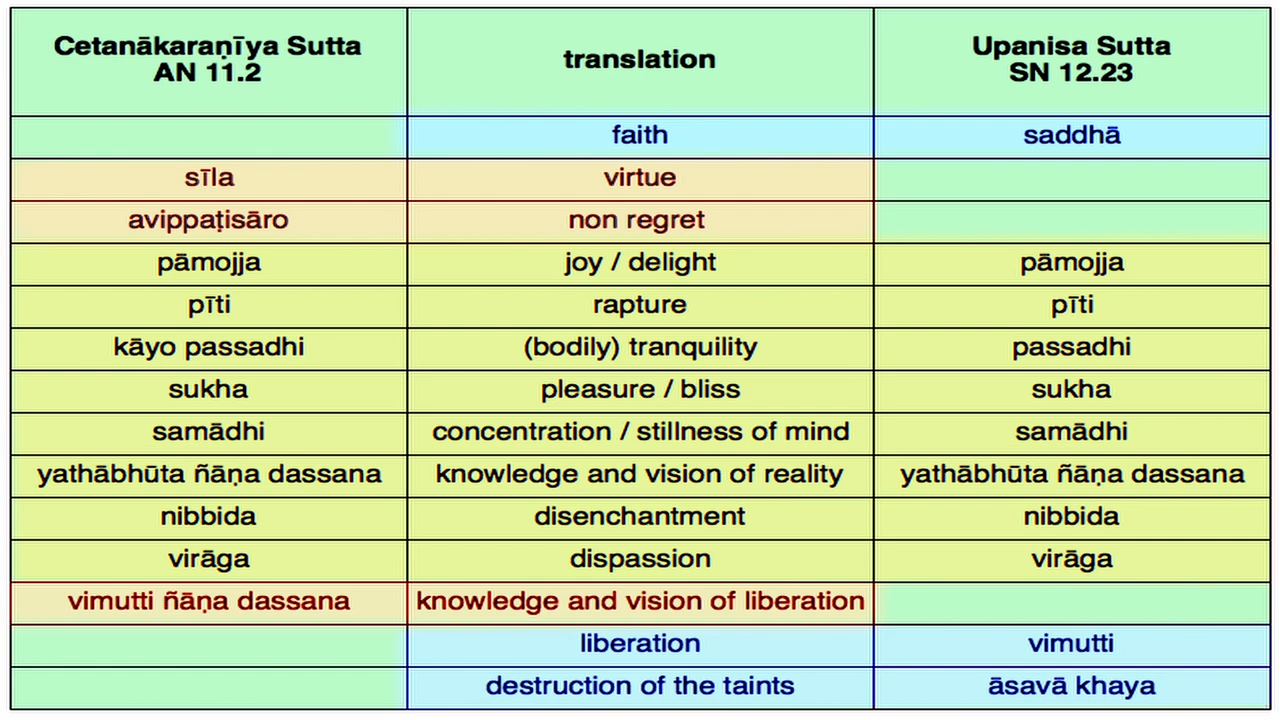 Cetanākaraṇīya Sutta
AN 11.2
translation
Upanisa Sutta
SN 12.23
faith saddhā
sīla virtue
avippaṭisāro non regret
pāmojja joy / delight pāmojja
pīti rapture pīti
kāyo passadhi (bodily) tranquility passadhi
sukha pleasure / bliss sukha
samādhi concentration / stillness of mind samādhi
yathābhūta ñāṇa dassana knowledge and vision of reality yathābhūta ñāṇa dassana
nibbida disenchantment nibbida
virāga dispassion virāga
vimutti ñāṇa dassana knowledge and vision of liberation
liberation vimutti
destruction of the taints āsavā khaya